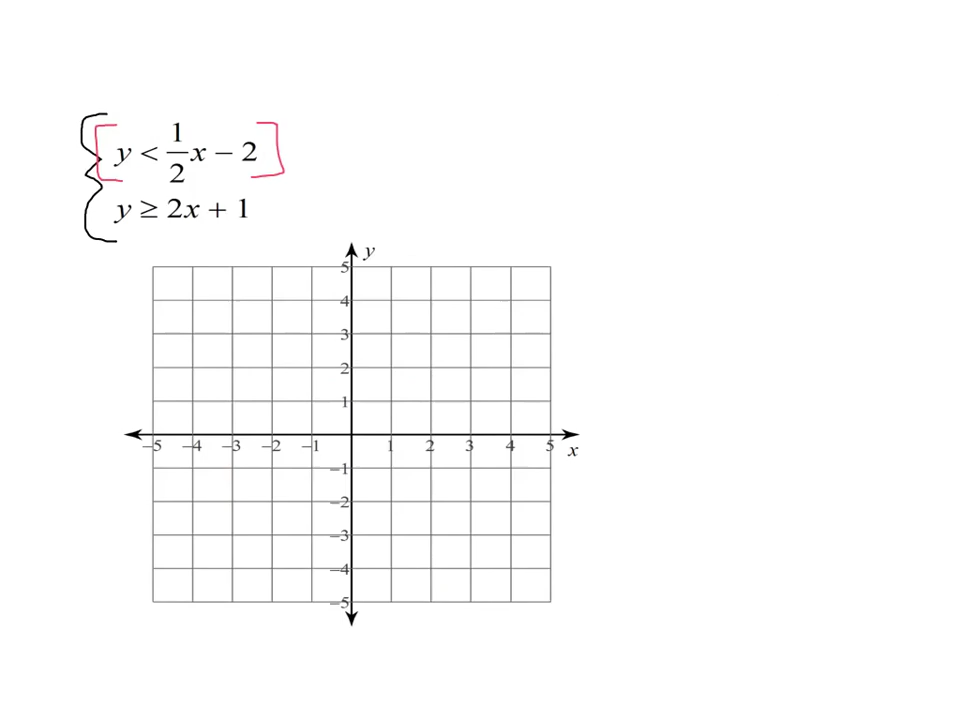 y < 1/2 x − 2
y ≥ 2x + 1
y
5
4
3
2
1
−5 −4 −3 −2 −1 1 2 3 4 5 x
−1
−2
−3
−4
−5